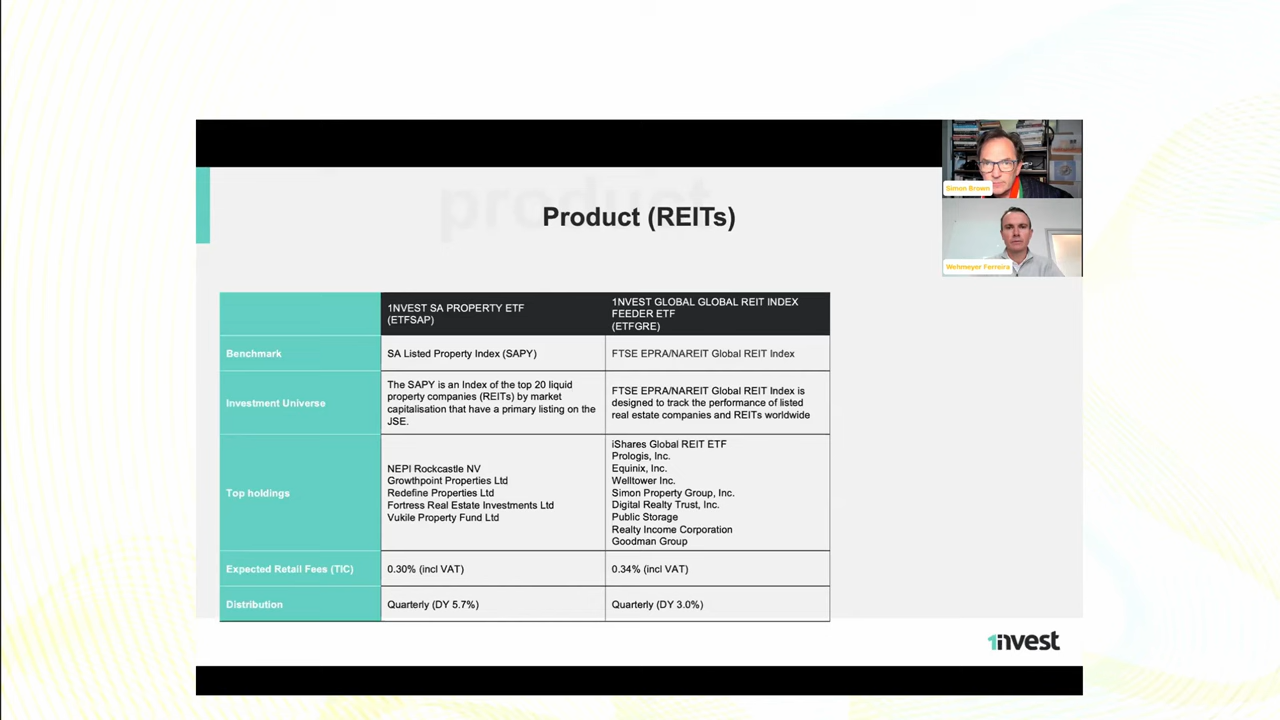 product
Product (REITs)
Simon Brown
Wehmeyer Ferreira
1NVEST SA PROPERTY ETF
(ETFSAP)
1NVEST GLOBAL GLOBAL REIT INDEX
FEEDER ETF
(ETFGRE)
Benchmark
SA Listed Property Index (SAPY)
FTSE EPRA/NAREIT Global REIT Index
Investment Universe
The SAPY is an Index of the top 20 liquid
property companies (REITs) by market
capitalisation that have a primary listing on the
JSE.
FTSE EPRA/NAREIT Global REIT Index is
designed to track the performance of listed
real estate companies and REITs worldwide
Top holdings
NEPI Rockcastle NV
Growthpoint Properties Ltd
Redefine Properties Ltd
Fortress Real Estate Investments Ltd
Vukile Property Fund Ltd
iShares Global REIT ETF
Prologis, Inc.
Equinix, Inc.
Welltower Inc.
Simon Property Group, Inc.
Digital Realty Trust, Inc.
Public Storage
Realty Income Corporation
Goodman Group
Expected Retail Fees (TIC)
0.30% (incl VAT)
0.34% (incl VAT)
Distribution
Quarterly (DY 5.7%)
Quarterly (DY 3.0%)
1nvest